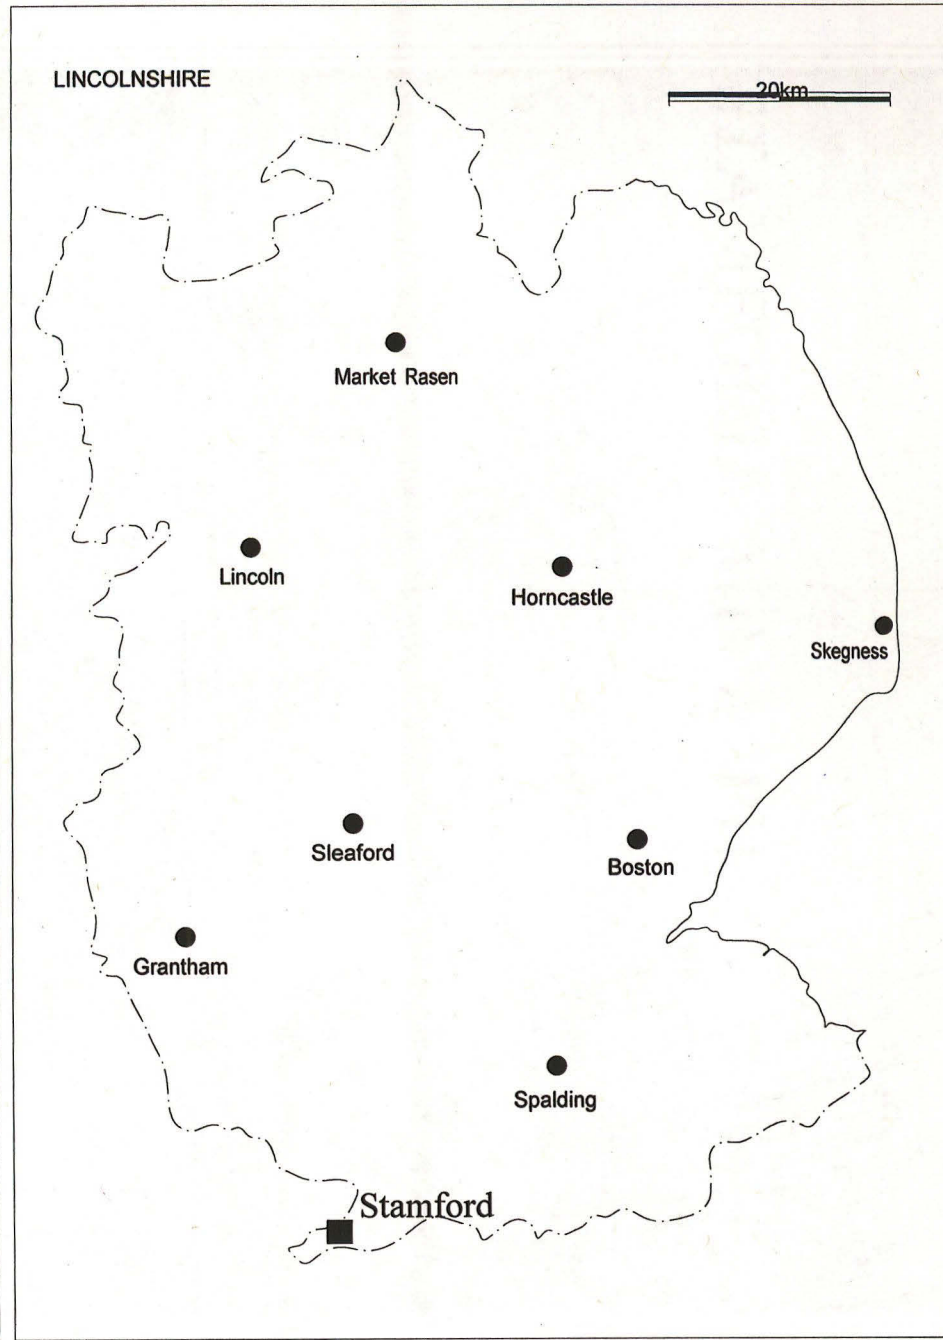 LINCOLNSHIRE
20km
Market Rasen
Lincoln
Horncastle
Skegness
Sleaford
Boston
Grantham
Spalding
Stamford